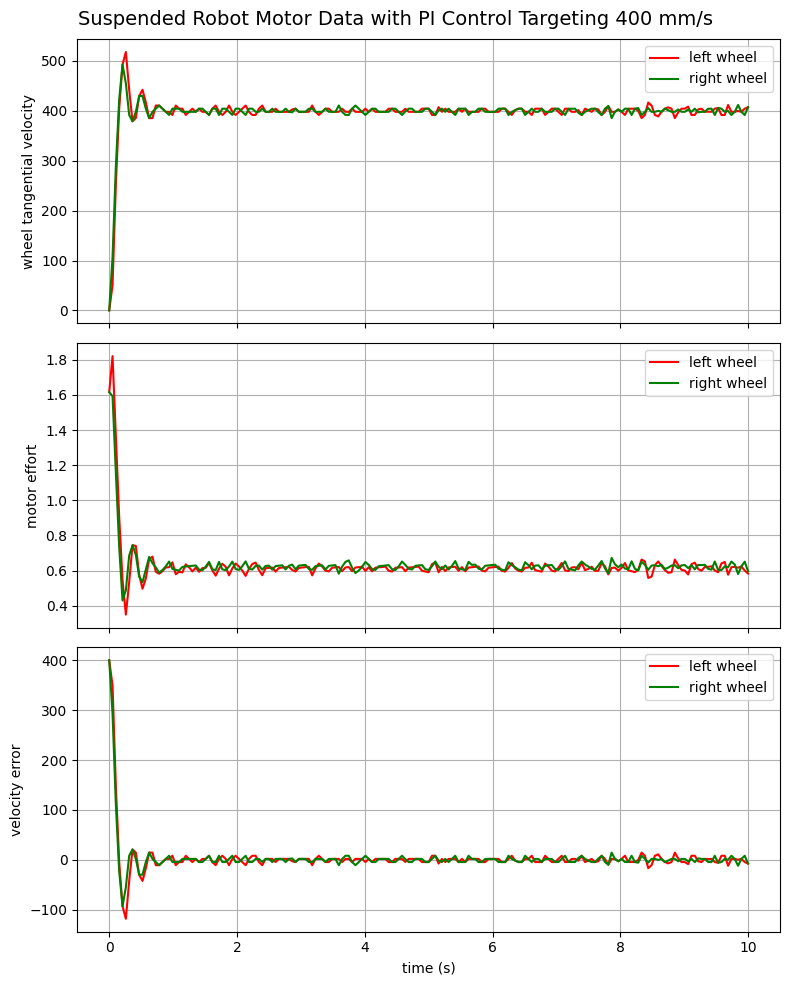 Suspended Robot Motor Data with PI Control Targeting 400 mm/s
wheel tangential velocity
500
400
300
200
100
0
left wheel
right wheel
motor effort
1.8
1.6
1.4
1.2
1.0
0.8
0.6
0.4
left wheel
right wheel
velocity error
400
300
200
100
0
−100
left wheel
right wheel
0 2 4 6 8 10
time (s)